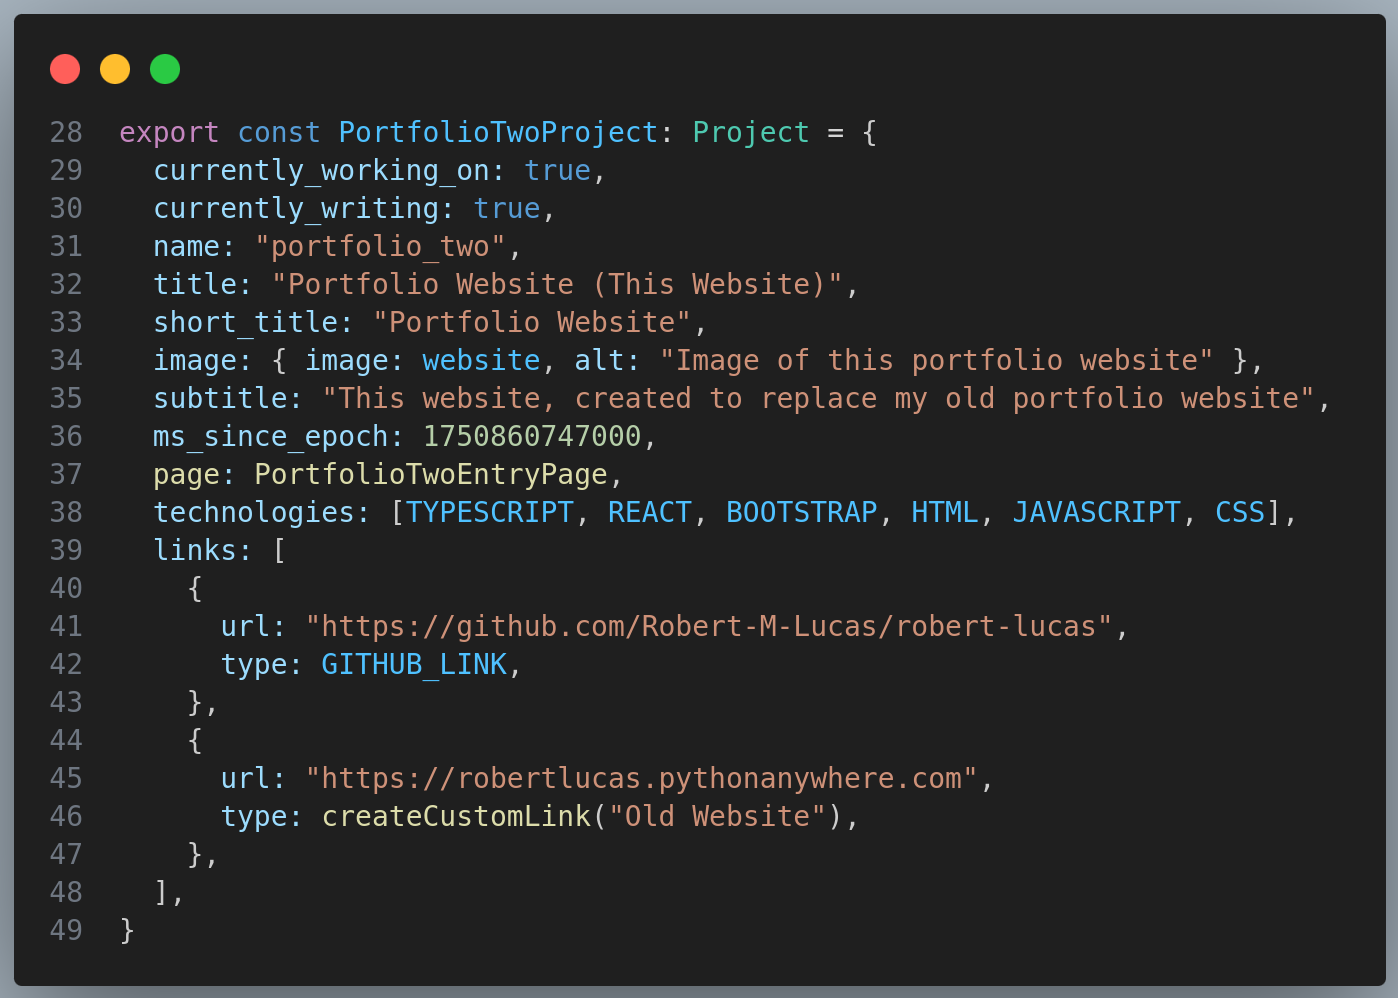 28 export const PortfolioTwoProject: Project = {
29   currently_working_on: true,
30   currently_writing: true,
31   name: "portfolio_two",
32   title: "Portfolio Website (This Website)",
33   short_title: "Portfolio Website",
34   image: { image: website, alt: "Image of this portfolio website" },
35   subtitle: "This website, created to replace my old portfolio website",
36   ms_since_epoch: 1750860747000,
37   page: PortfolioTwoEntryPage,
38   technologies: [TYPESCRIPT, REACT, BOOTSTRAP, HTML, JAVASCRIPT, CSS],
39   links: [
40     {
41       url: "https://github.com/Robert-M-Lucas/robert-lucas",
42       type: GITHUB_LINK,
43     },
44     {
45       url: "https://robertlucas.pythonanywhere.com",
46       type: createCustomLink("Old Website"),
47     },
48   ],
49 }